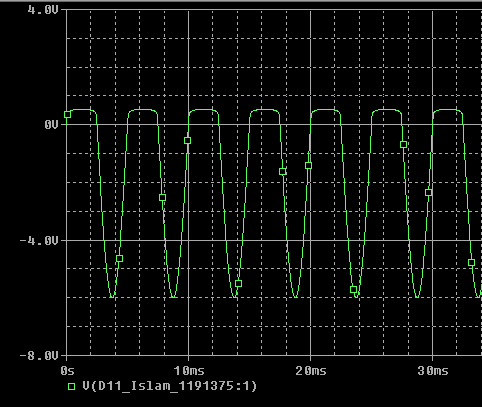 4.0V
0V
-4.0V
-8.0V
0s 10ms 20ms 30ms
V(D11_Islam_1191375:1)